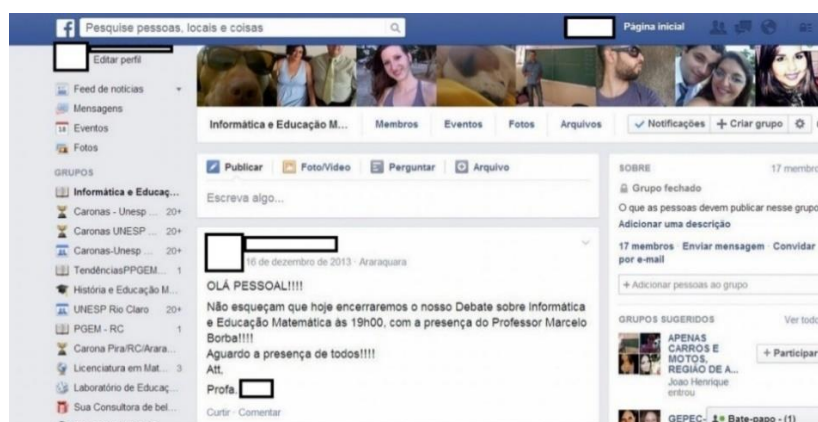 f
Pesquise pessoas, locais e coisas
Página inicial
Editar perfil
Feed de notícias
Mensagens
18 Eventos
Fotos
GRUPOS
Informática e Educaç...
Caronas - Unesp ... 20+
Caronas UNESP ... 20+
Caronas-Unesp ... 20+
TendênciasPPGEM... 1
História e Educação M...
UNESP Rio Claro 20+
PGEM - RC 1
Carona Pira/RC/Arara...
Licenciatura em Mat... 3
Laboratório de Educaç...
Sua Consultora de bel...
Informática e Educação M... Membros Eventos Fotos Arquivos Notificações + Criar grupo
Publicar Foto/Vídeo Perguntar Arquivo
Escreva algo...
16 de dezembro de 2013 · Araraquara
OLÁ PESSOAL!!!!
Não esqueçam que hoje encerraremos o nosso Debate sobre Informática
e Educação Matemática às 19h00, com a presença do Professor Marcelo
Borba!!!!
Aguardo a presença de todos!!!!
Att.
Profa.
Curtir · Comentar
SOBRE 17 membro
Grupo fechado
O que as pessoas devem publicar nesse grupo
Adicionar uma descrição
17 membros · Enviar mensagem · Convidar
por e-mail
+ Adicionar pessoas ao grupo
GRUPOS SUGERIDOS Ver todo
APENAS
CARROS E
MOTOS,
REGIÃO DE A...
Joao Henrique
entrou
+ Participar
GEPEC-
Bate-papo - (1)